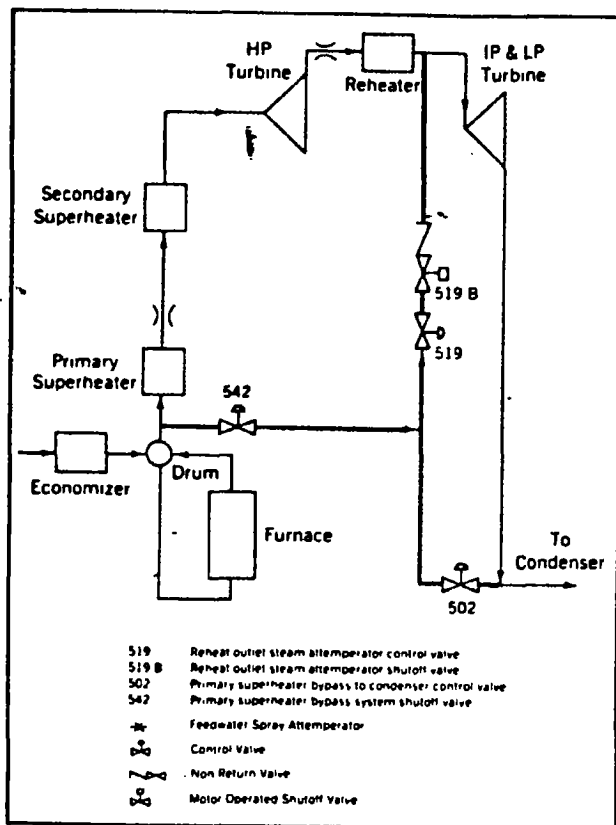 HP
Turbine
Reheater
IP & LP
Turbine
Secondary
Superheater
519 B
519
Primary
Superheater
542
Economizer
Drum
Furnace
To
Condenser
502
519 Reheat outlet steam attemperator control valve
519 B Reheat outlet steam attemperator shutoff valve
502 Primary superheater bypass to condenser control valve
542 Primary superheater bypass system shutoff valve
Feedwater Spray Attemperator
Control Valve
Non Return Valve
Motor Operated Shutoff Valve